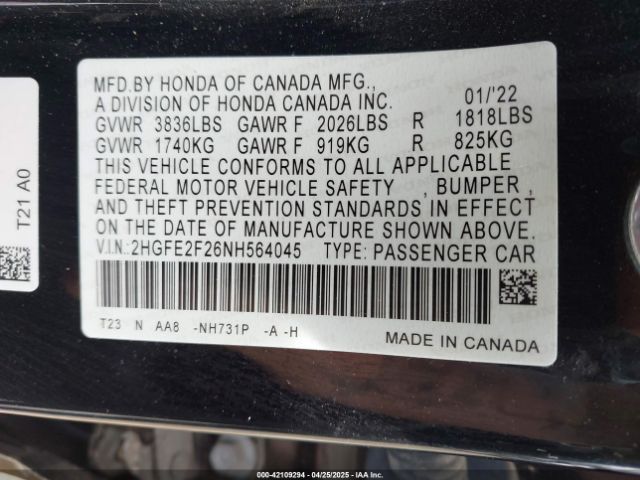 MFD.BY HONDA OF CANADA MFG.,
A DIVISION OF HONDA CANADA INC. 01/'22
GVWR 3836LBS GAWR F 2026LBS R 1818LBS
GVWR 1740KG GAWR F 919KG R 825KG
THIS VEHICLE CONFORMS TO ALL APPLICABLE
FEDERAL MOTOR VEHICLE SAFETY , BUMPER ,
AND THEFT PREVENTION STANDARDS IN EFFECT
ON THE DATE OF MANUFACTURE SHOWN ABOVE.
V.I.N.:2HGFE2F26NH564045 TYPE: PASSENGER CAR
T23 N AA8 -NH731P -A -H
MADE IN CANADA
T21 A0
000-42109294 - 04/25/2025 - IAA Inc.